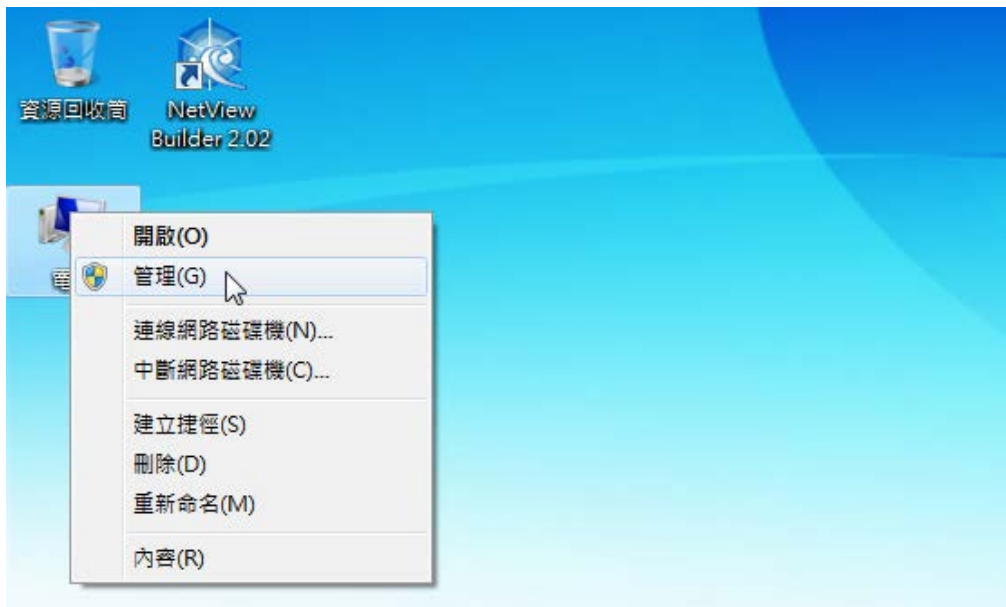 資源回收筒
NetView
Builder 2.02
開啟(O)
管理(G)
連線網路磁碟機(N)...
中斷網路磁碟機(C)...
建立捷徑(S)
刪除(D)
重新命名(M)
內容(R)